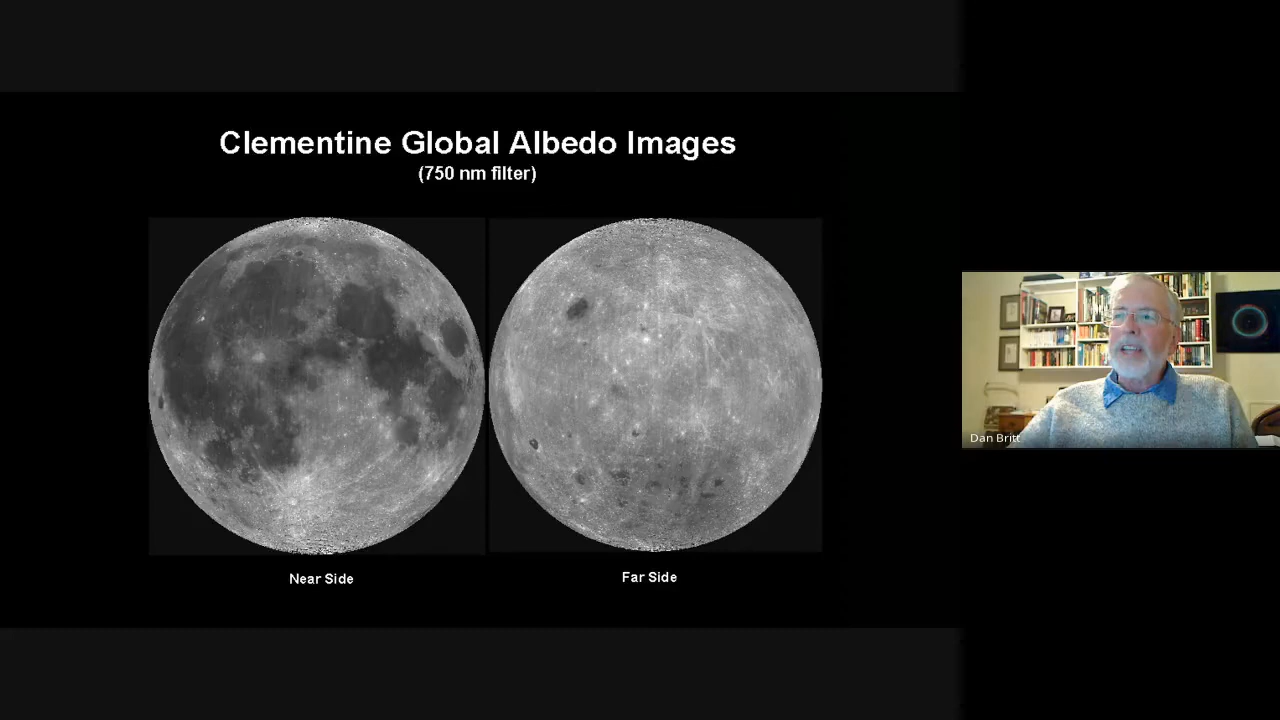 Clementine Global Albedo Images
(750 nm filter)
Near Side
Far Side
Dan Britt